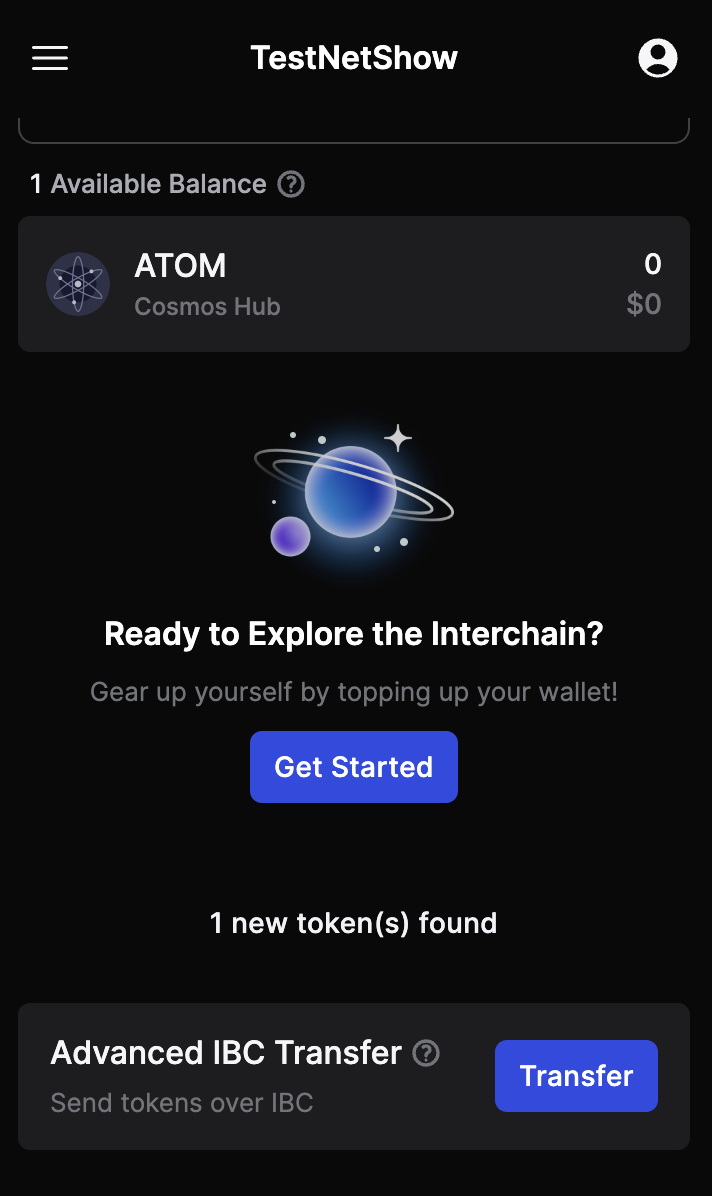 TestNetShow
1 Available Balance ?
ATOM
0
Cosmos Hub
$0
Ready to Explore the Interchain?
Gear up yourself by topping up your wallet!
Get Started
1 new token(s) found
Advanced IBC Transfer ?
Send tokens over IBC
Transfer